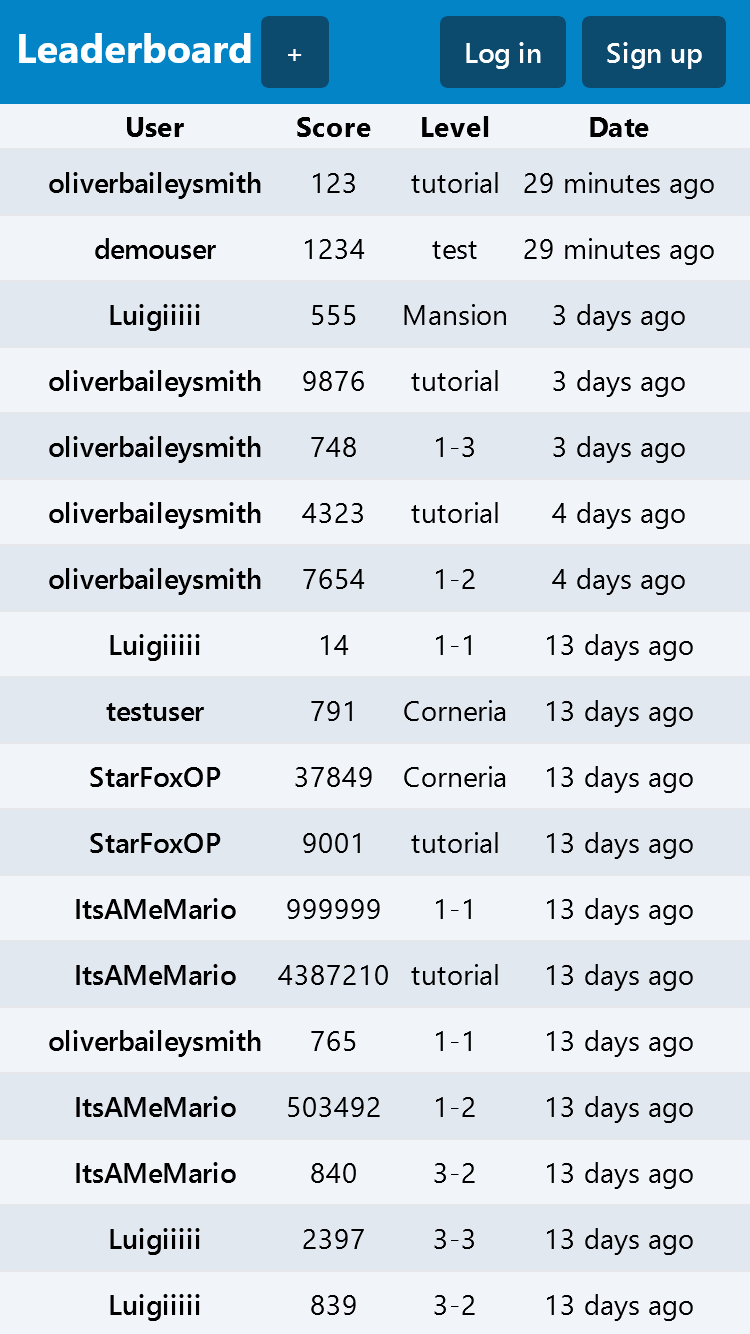 Leaderboard + Log in Sign up
User Score Level Date
oliverbaileysmith 123 tutorial 29 minutes ago
demouser 1234 test 29 minutes ago
Luigiiiii 555 Mansion 3 days ago
oliverbaileysmith 9876 tutorial 3 days ago
oliverbaileysmith 748 1-3 3 days ago
oliverbaileysmith 4323 tutorial 4 days ago
oliverbaileysmith 7654 1-2 4 days ago
Luigiiiii 14 1-1 13 days ago
testuser 791 Corneria 13 days ago
StarFoxOP 37849 Corneria 13 days ago
StarFoxOP 9001 tutorial 13 days ago
ItsAMeMario 999999 1-1 13 days ago
ItsAMeMario 4387210 tutorial 13 days ago
oliverbaileysmith 765 1-1 13 days ago
ItsAMeMario 503492 1-2 13 days ago
ItsAMeMario 840 3-2 13 days ago
Luigiiiii 2397 3-3 13 days ago
Luigiiiii 839 3-2 13 days ago